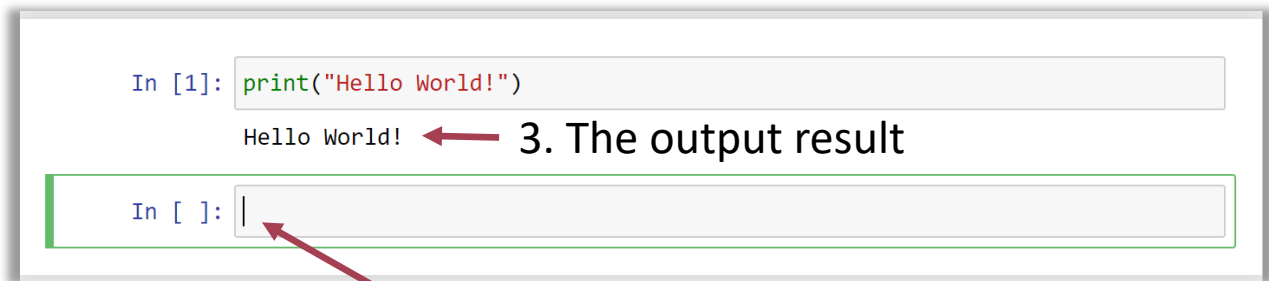 In [1]: print("Hello World!")
Hello World! 3. The output result
In [ ]: